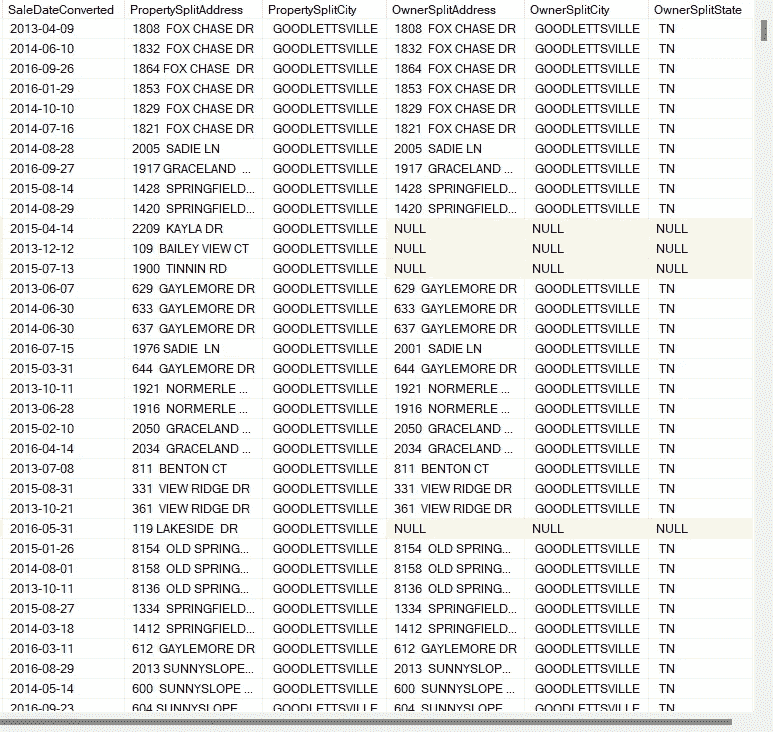 SaleDateConverted PropertySplitAddress PropertySplitCity OwnerSplitAddress OwnerSplitCity OwnerSplitState
2013-04-09 1808 FOX CHASE DR GOODLETTSVILLE 1808 FOX CHASE DR GOODLETTSVILLE TN
2014-06-10 1832 FOX CHASE DR GOODLETTSVILLE 1832 FOX CHASE DR GOODLETTSVILLE TN
2016-09-26 1864 FOX CHASE DR GOODLETTSVILLE 1864 FOX CHASE DR GOODLETTSVILLE TN
2016-01-29 1853 FOX CHASE DR GOODLETTSVILLE 1853 FOX CHASE DR GOODLETTSVILLE TN
2014-10-10 1829 FOX CHASE DR GOODLETTSVILLE 1829 FOX CHASE DR GOODLETTSVILLE TN
2014-07-16 1821 FOX CHASE DR GOODLETTSVILLE 1821 FOX CHASE DR GOODLETTSVILLE TN
2014-08-28 2005 SADIE LN GOODLETTSVILLE 2005 SADIE LN GOODLETTSVILLE TN
2016-09-27 1917 GRACELAND ... GOODLETTSVILLE 1917 GRACELAND ... GOODLETTSVILLE TN
2015-08-14 1428 SPRINGFIELD... GOODLETTSVILLE 1428 SPRINGFIELD... GOODLETTSVILLE TN
2014-08-29 1420 SPRINGFIELD... GOODLETTSVILLE 1420 SPRINGFIELD... GOODLETTSVILLE TN
2015-04-14 2209 KAYLA DR GOODLETTSVILLE NULL NULL NULL
2013-12-12 109 BAILEY VIEW CT GOODLETTSVILLE NULL NULL NULL
2015-07-13 1900 TINNIN RD GOODLETTSVILLE NULL NULL NULL
2013-06-07 629 GAYLEMORE DR GOODLETTSVILLE 629 GAYLEMORE DR GOODLETTSVILLE TN
2014-06-30 633 GAYLEMORE DR GOODLETTSVILLE 633 GAYLEMORE DR GOODLETTSVILLE TN
2014-06-30 637 GAYLEMORE DR GOODLETTSVILLE 637 GAYLEMORE DR GOODLETTSVILLE TN
2016-07-15 1976 SADIE LN GOODLETTSVILLE 2001 SADIE LN GOODLETTSVILLE TN
2015-03-31 644 GAYLEMORE DR GOODLETTSVILLE 644 GAYLEMORE DR GOODLETTSVILLE TN
2013-10-11 1921 NORMERLE ... GOODLETTSVILLE 1921 NORMERLE ... GOODLETTSVILLE TN
2013-06-28 1916 NORMERLE ... GOODLETTSVILLE 1916 NORMERLE ... GOODLETTSVILLE TN
2015-02-10 2050 GRACELAND ... GOODLETTSVILLE 2050 GRACELAND ... GOODLETTSVILLE TN
2016-04-14 2034 GRACELAND ... GOODLETTSVILLE 2034 GRACELAND ... GOODLETTSVILLE TN
2013-07-08 811 BENTON CT GOODLETTSVILLE 811 BENTON CT GOODLETTSVILLE TN
2015-08-31 331 VIEW RIDGE DR GOODLETTSVILLE 331 VIEW RIDGE DR GOODLETTSVILLE TN
2013-10-21 361 VIEW RIDGE DR GOODLETTSVILLE 361 VIEW RIDGE DR GOODLETTSVILLE TN
2016-05-31 119 LAKESIDE DR GOODLETTSVILLE NULL NULL NULL
2015-01-26 8154 OLD SPRING... GOODLETTSVILLE 8154 OLD SPRING... GOODLETTSVILLE TN
2014-08-01 8158 OLD SPRING... GOODLETTSVILLE 8158 OLD SPRING... GOODLETTSVILLE TN
2013-10-11 8136 OLD SPRING... GOODLETTSVILLE 8136 OLD SPRING... GOODLETTSVILLE TN
2015-08-27 1334 SPRINGFIELD... GOODLETTSVILLE 1334 SPRINGFIELD... GOODLETTSVILLE TN
2014-03-18 1412 SPRINGFIELD... GOODLETTSVILLE 1412 SPRINGFIELD... GOODLETTSVILLE TN
2016-03-11 612 GAYLEMORE DR GOODLETTSVILLE 612 GAYLEMORE DR GOODLETTSVILLE TN
2016-08-29 2013 SUNNYSLOPE... GOODLETTSVILLE 2013 SUNNYSLOP... GOODLETTSVILLE TN
2014-05-14 600 SUNNYSLOPE ... GOODLETTSVILLE 600 SUNNYSLOPE ... GOODLETTSVILLE TN
2016-09-23 604 SUNNYSLOPE GOODLETTSVILLE 604 SUNNYSLOPE GOODLETTSVILLE TN